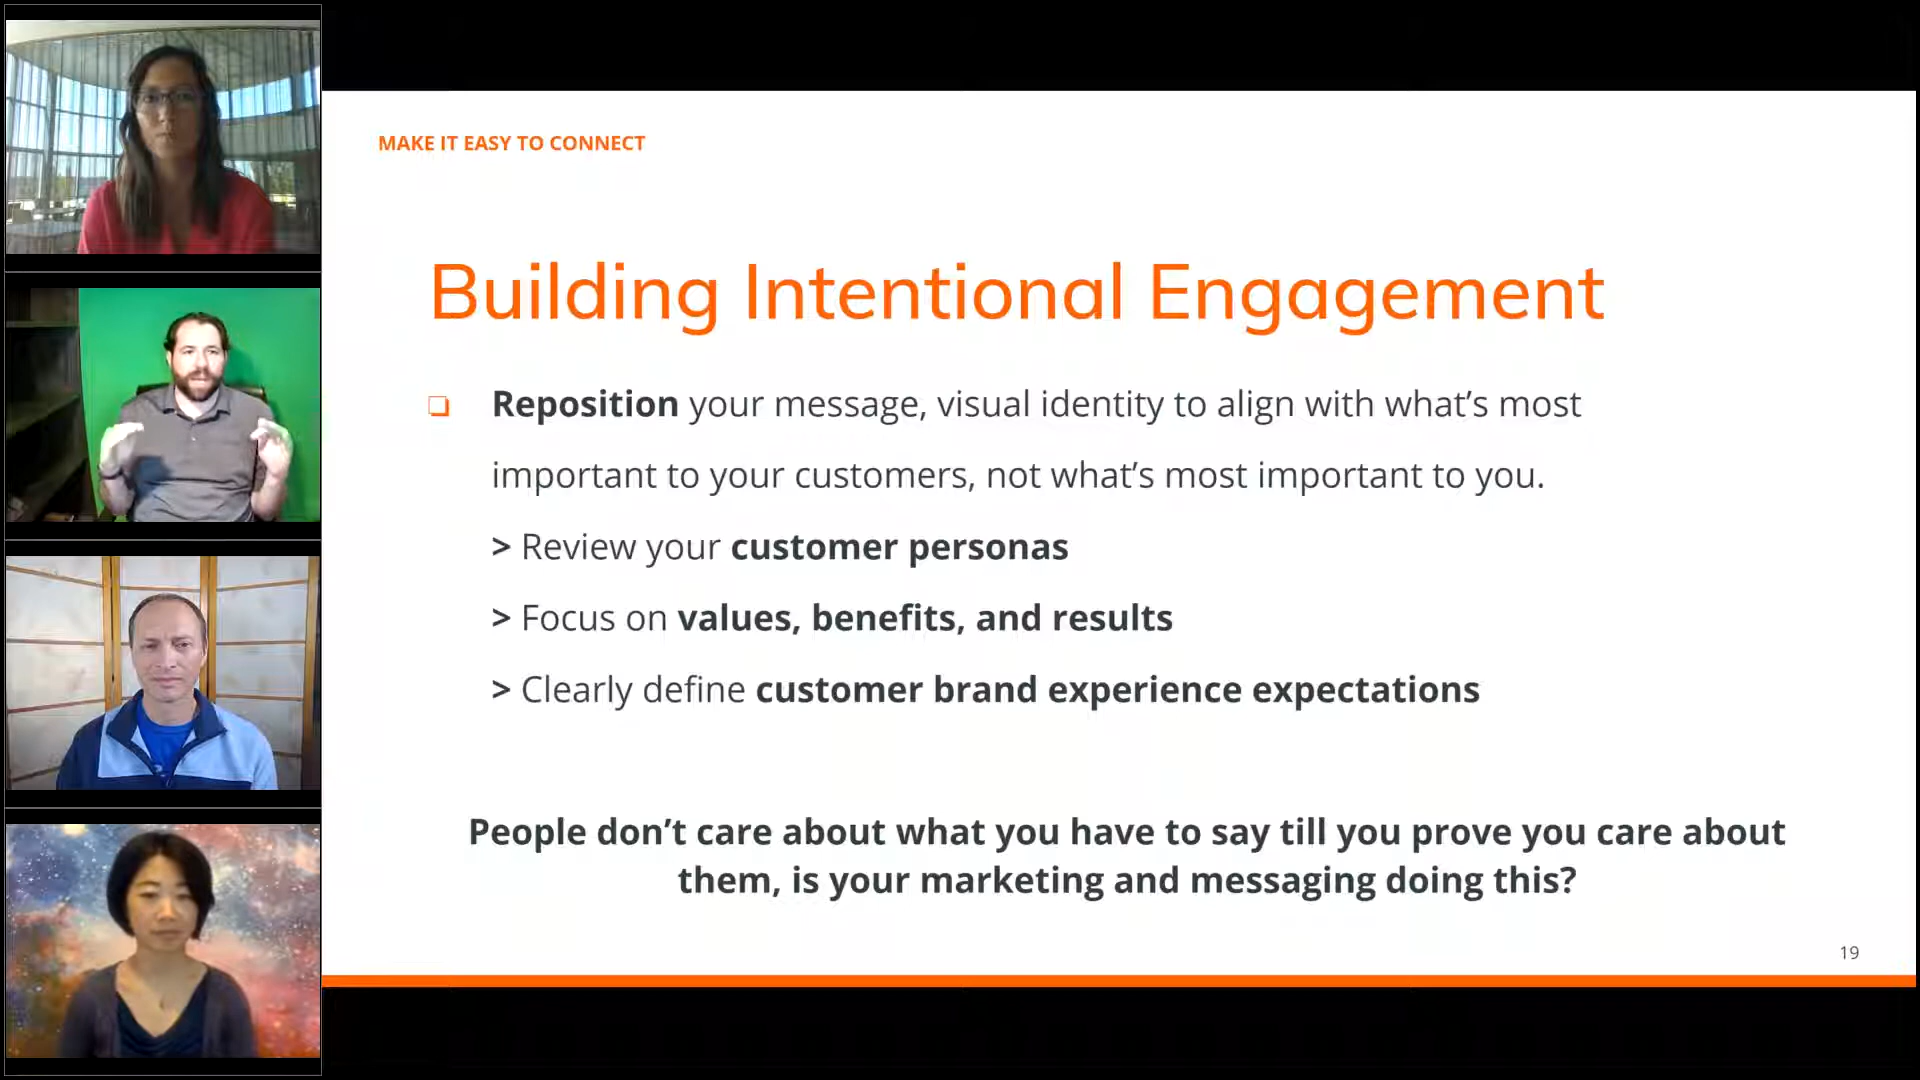 MAKE IT EASY TO CONNECT
Building Intentional Engagement
❏ Reposition your message, visual identity to align with what’s most
important to your customers, not what’s most important to you.
> Review your customer personas
> Focus on values, benefits, and results
> Clearly define customer brand experience expectations
People don’t care about what you have to say till you prove you care about
them, is your marketing and messaging doing this?
19